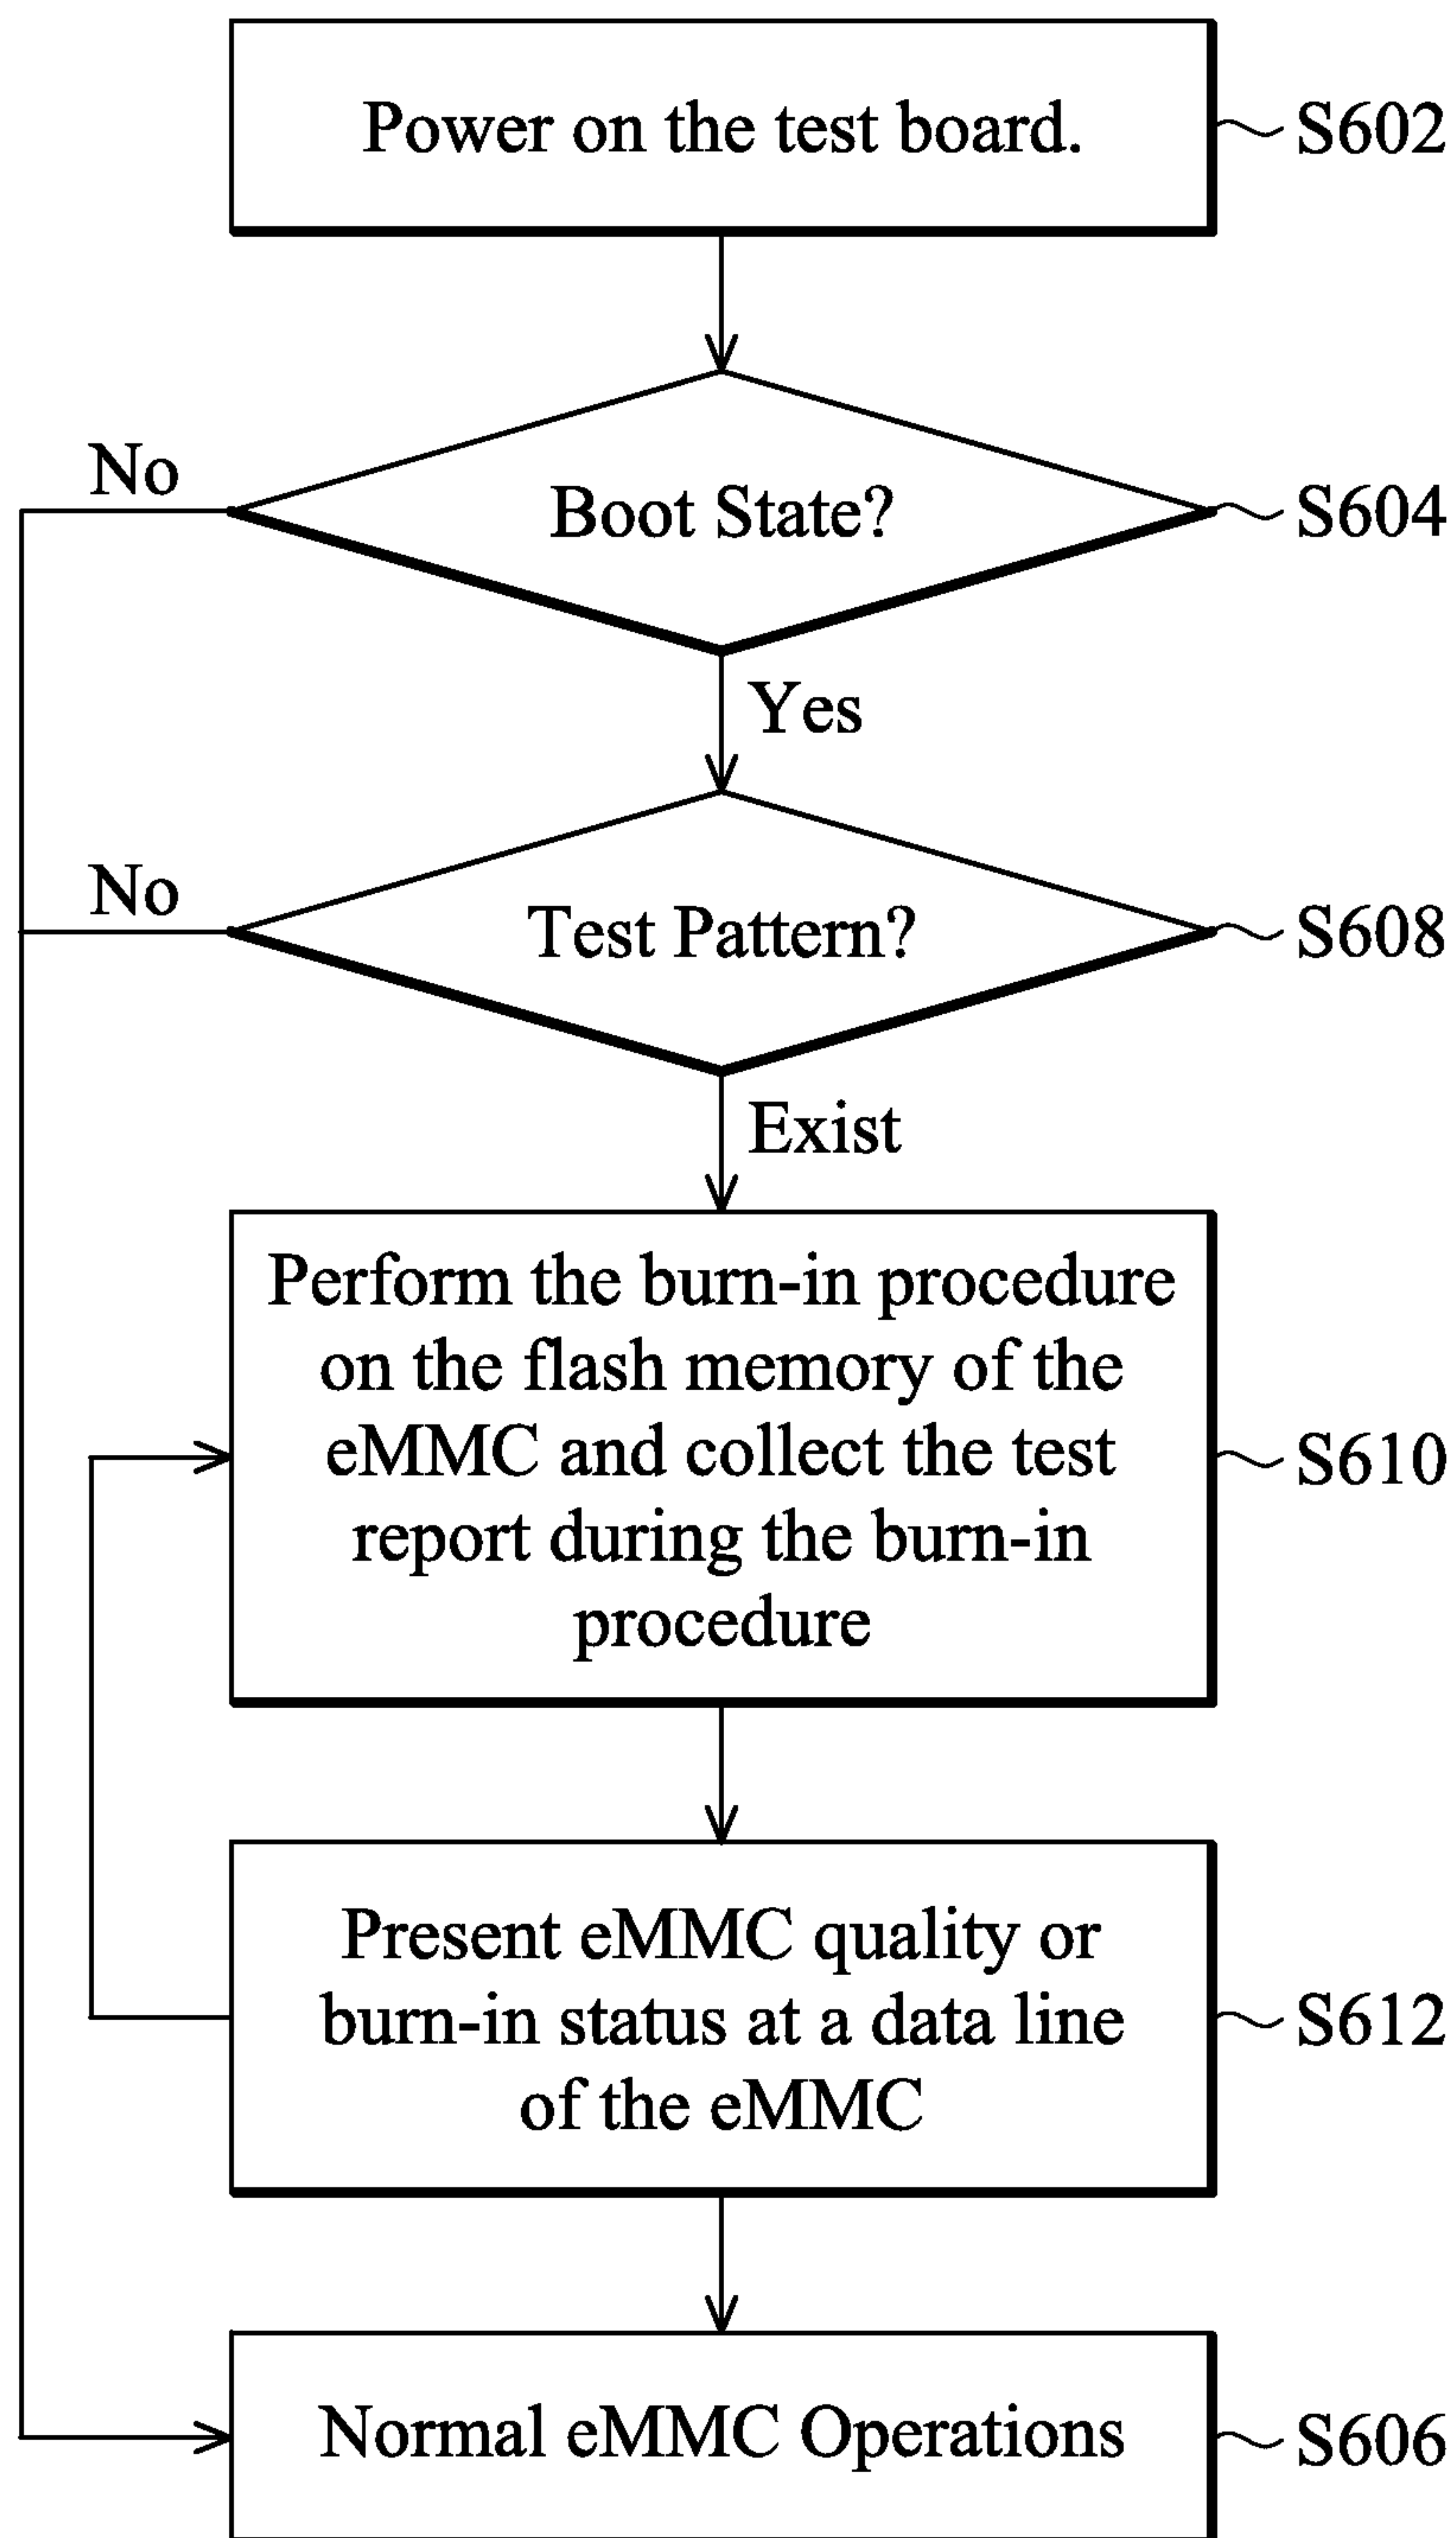 Power on the test board.
S602
Boot State?
S604
No
Yes
Test Pattern?
S608
No
Exist
Perform the burn-in procedure
on the flash memory of the
eMMC and collect the test
report during the burn-in
procedure
S610
Present eMMC quality or
burn-in status at a data line
of the eMMC
S612
Normal eMMC Operations
S606